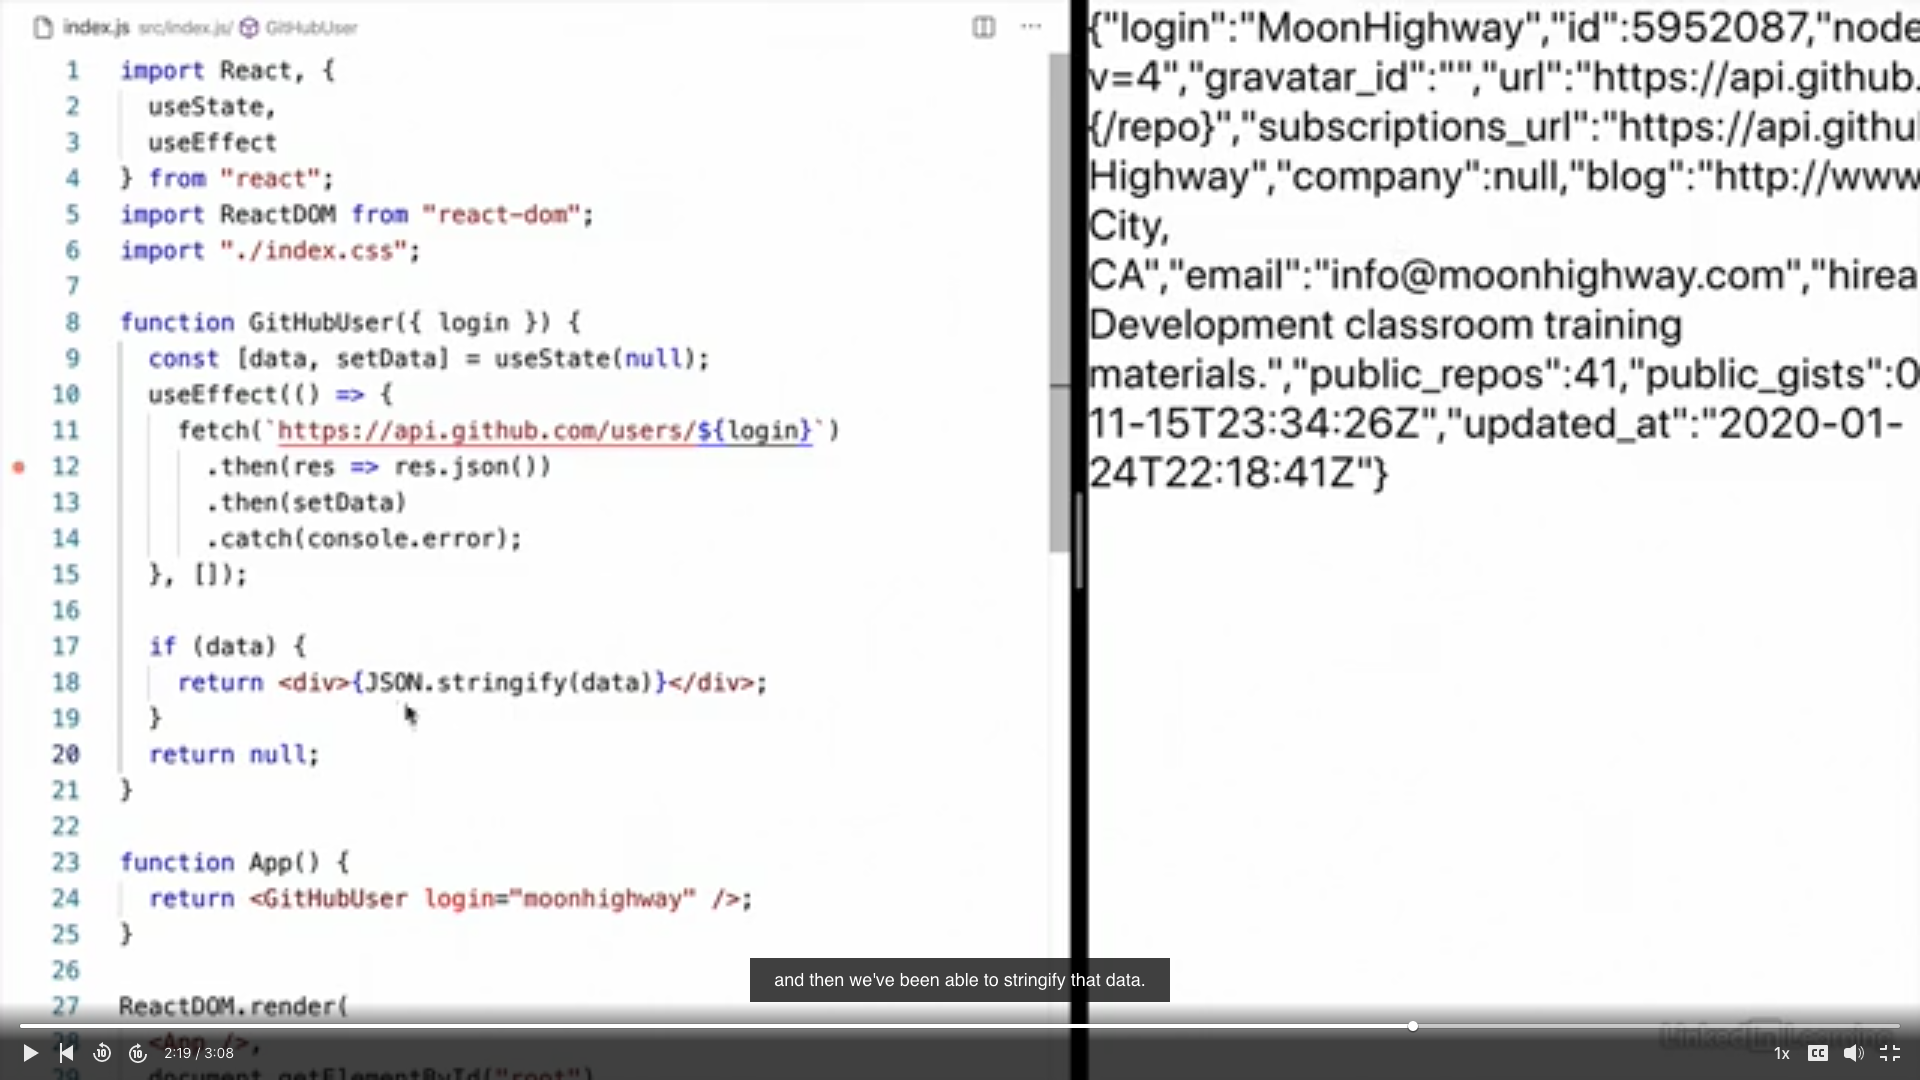 index.js src/index.js/ GitHubUser
1 import React, {
2 useState,
3 useEffect
4 } from "react";
5 import ReactDOM from "react-dom";
6 import "./index.css";
7
8 function GitHubUser({ login }) {
9 const [data, setData] = useState(null);
10 useEffect(() => {
11 fetch(`https://api.github.com/users/${login}`)
12 .then(res => res.json())
13 .then(setData)
14 .catch(console.error);
15 }, []);
16
17 if (data) {
18 return <div>{JSON.stringify(data)}</div>;
19 }
20 return null;
21 }
22
23 function App() {
24 return <GitHubUser login="moonhighway" />;
25 }
26
27 ReactDOM.render(
28 <App />,
29 document.getElementById("root")
{"login":"MoonHighway","id":5952087,"node
v=4","gravatar_id":"","url":"https://api.github.
{/repo}","subscriptions_url":"https://api.githu
Highway","company":null,"blog":"http://www
City,
CA","email":"info@moonhighway.com","hirea
Development classroom training
materials.","public_repos":41,"public_gists":0
11-15T23:34:26Z","updated_at":"2020-01-
24T22:18:41Z"}
and then we've been able to stringify that data.
LinkedIn Learning
10 10 2:19 / 3:08 1x CC